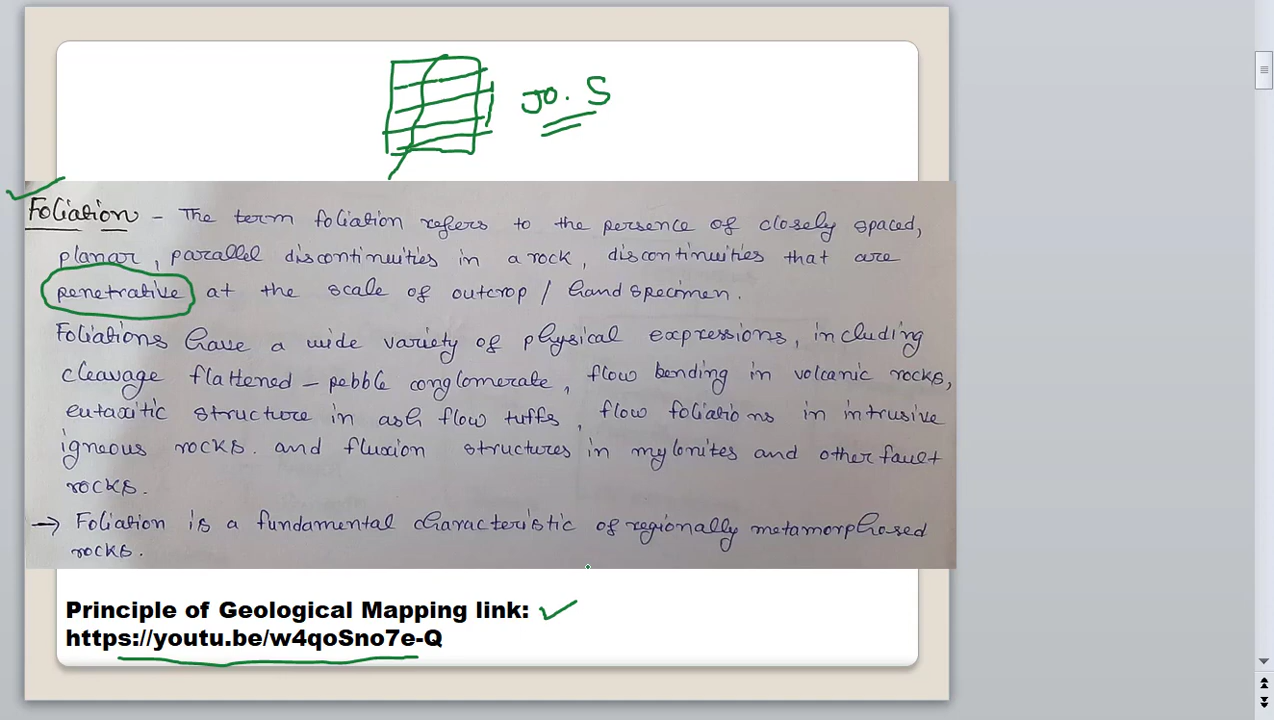 JO. S
Foliation - The term foliation refers to the persence of closely spaced,
planar, parallel discontinuities in a rock, discontinuities that are
penetrative at the scale of outcrop / hand specimen.
Foliations have a wide variety of physical expressions, including
cleavage flattened - pebble conglomerate, flow bending in volcanic rocks,
eutaxitic structure in ash flow tuffs, flow foliations in intrusive
igneous rocks. and fluxion structures in mylonites and other fault
rocks.
→ Foliation is a fundamental characteristic of regionally metamorphosed
rocks.
Principle of Geological Mapping link:
https://youtu.be/w4qoSno7e-Q